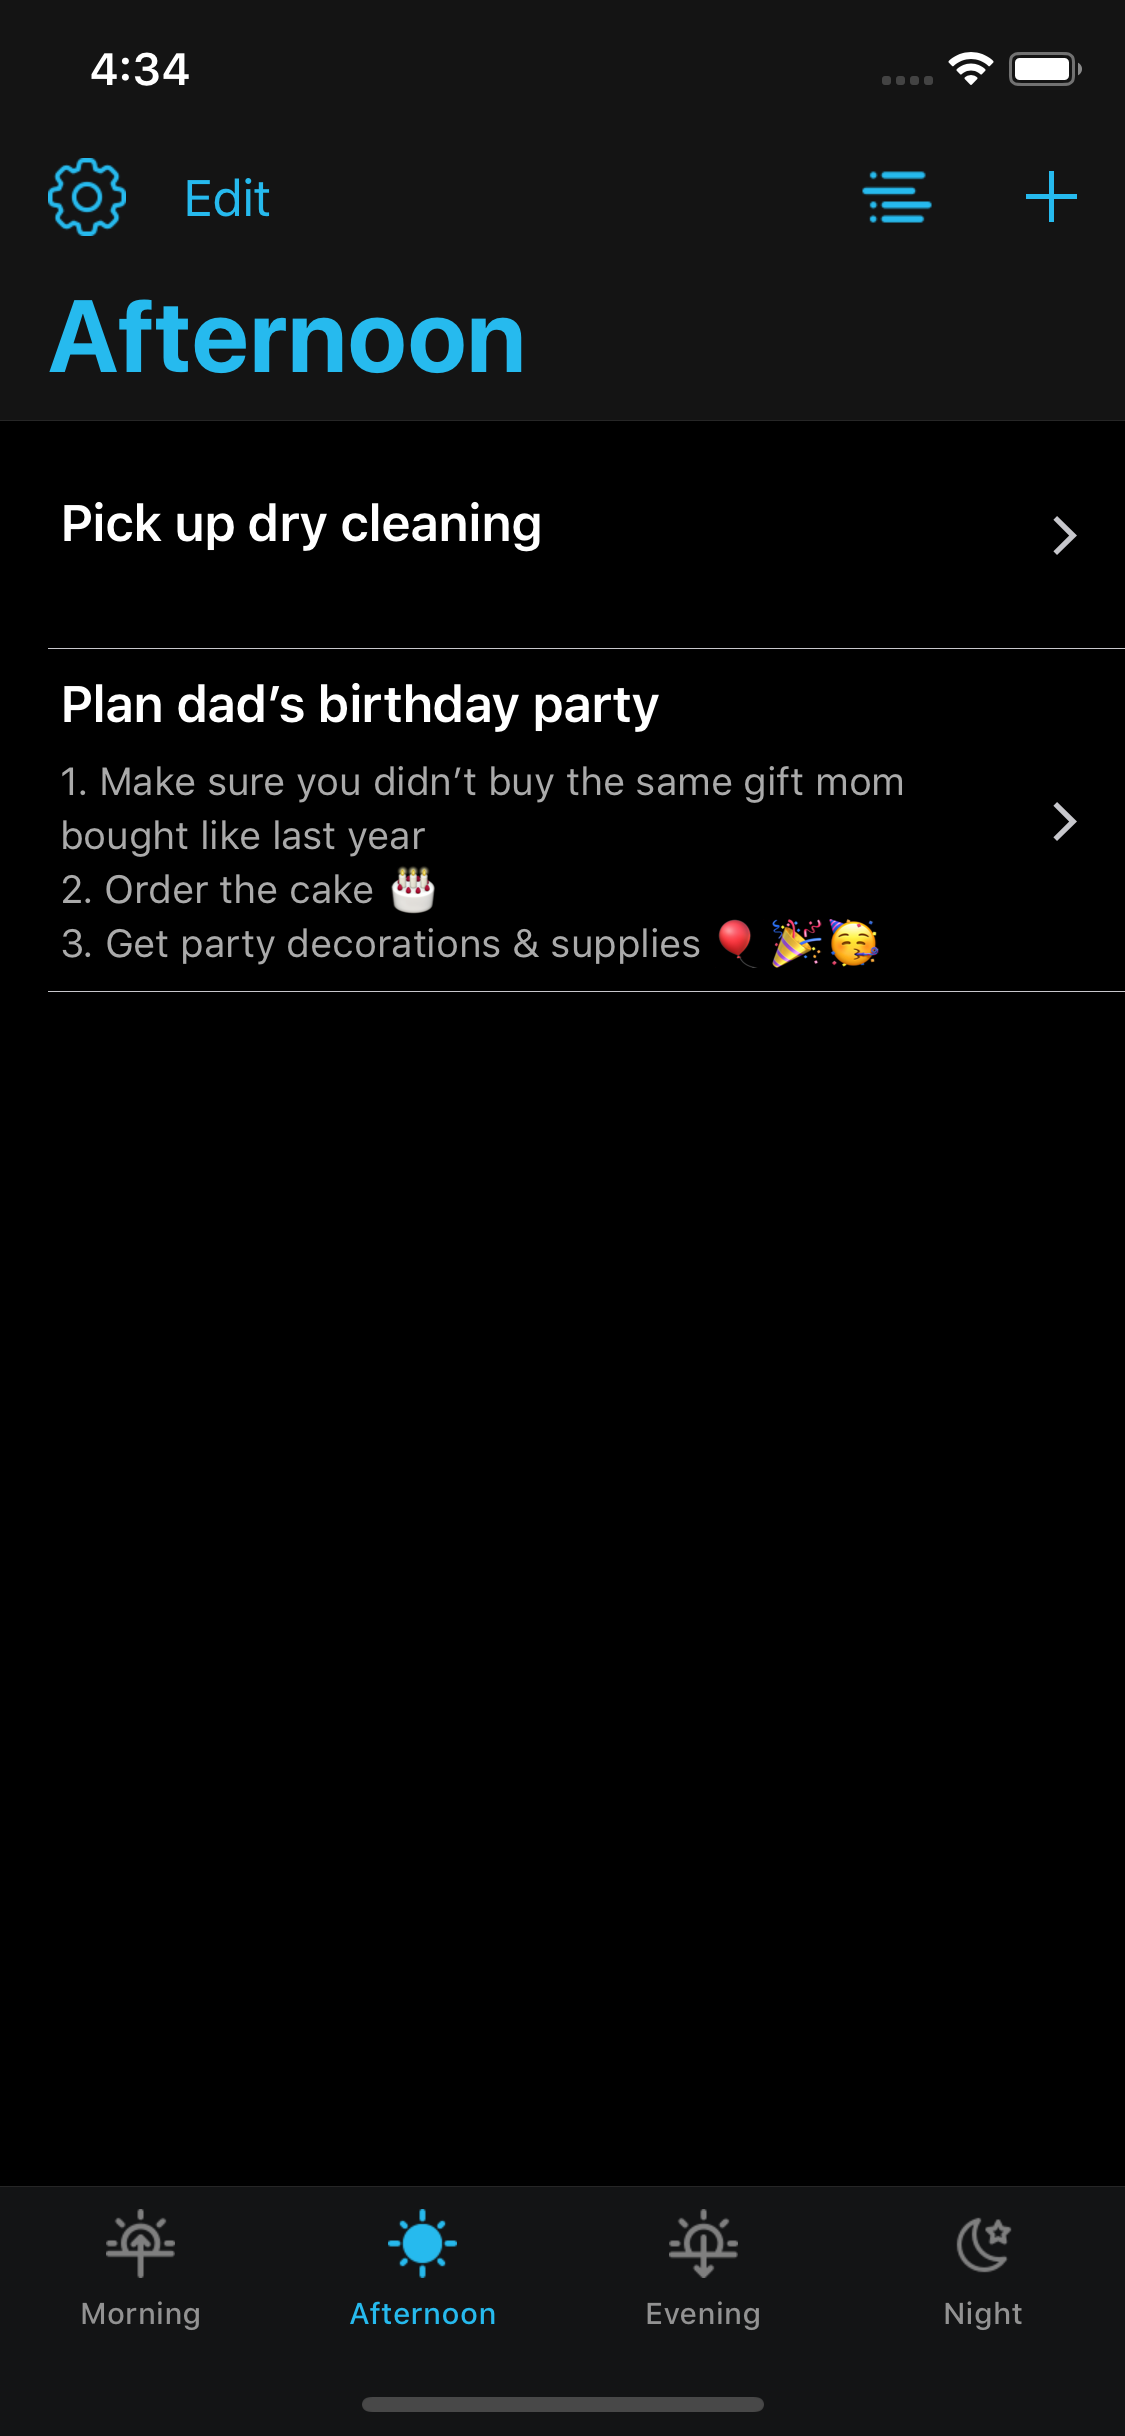 4:34
Edit
Afternoon
Pick up dry cleaning
Plan dad’s birthday party
1. Make sure you didn’t buy the same gift mom
bought like last year
2. Order the cake 🎂
3. Get party decorations & supplies 🎈🎉🥳
Morning
Afternoon
Evening
Night